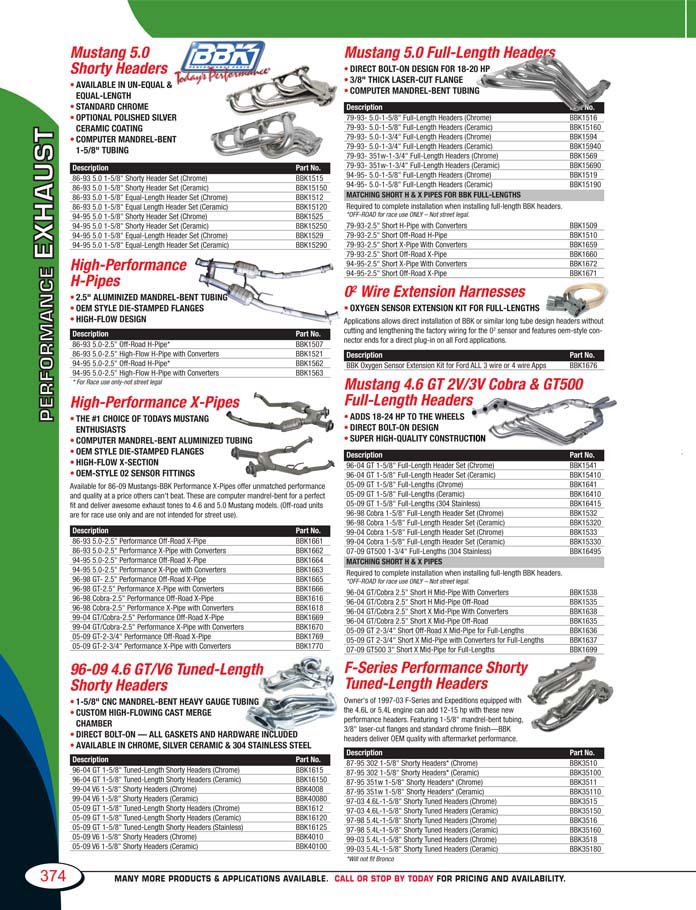 PERFORMANCE EXHAUST
Mustang 5.0
Shorty Headers
BBK
PERFORMANCE PARTS
Today's Performance
• AVAILABLE IN UN-EQUAL &
EQUAL-LENGTH
• STANDARD CHROME
• OPTIONAL POLISHED SILVER
CERAMIC COATING
• COMPUTER MANDREL-BENT
1-5/8" TUBING
Description Part No.
86-93 5.0 1-5/8" Shorty Header Set (Chrome) BBK1515
86-93 5.0 1-5/8" Shorty Header Set (Ceramic) BBK15150
86-93 5.0 1-5/8" Equal-Length Header Set (Chrome) BBK1512
86-93 5.0 1-5/8" Equal Length Header Set (Ceramic) BBK15120
94-95 5.0 1-5/8" Shorty Header Set (Chrome) BBK1525
94-95 5.0 1-5/8" Shorty Header Set (Ceramic) BBK15250
94-95 5.0 1-5/8" Equal-Length Header Set (Chrome) BBK1529
94-95 5.0 1-5/8" Equal-Length Header Set (Ceramic) BBK15290
High-Performance
H-Pipes
• 2.5" ALUMINIZED MANDREL-BENT TUBING
• OEM STYLE DIE-STAMPED FLANGES
• HIGH-FLOW DESIGN
Description Part No.
86-93 5.0-2.5" Off-Road H-Pipe* BBK1507
86-93 5.0-2.5" High-Flow H-Pipe with Converters BBK1521
94-95 5.0-2.5" Off-Road H-Pipe* BBK1562
94-95 5.0-2.5" High-Flow H-Pipe with Converters BBK1563
* For Race use only-not street legal
High-Performance X-Pipes
• THE #1 CHOICE OF TODAYS MUSTANG
ENTHUSIASTS
• COMPUTER MANDREL-BENT ALUMINIZED TUBING
• OEM STYLE DIE-STAMPED FLANGES
• HIGH-FLOW X-SECTION
• OEM-STYLE O2 SENSOR FITTINGS
Available for 86-09 Mustangs-BBK Performance X-Pipes offer unmatched performance
and quality at a price others can't beat. These are computer mandrel-bent for a perfect
fit and deliver awesome exhaust tones to 4.6 and 5.0 Mustang models. (Off-road units
are for race use only and are not intended for street use).
Description Part No.
86-93 5.0-2.5" Performance Off-Road X-Pipe BBK1661
86-93 5.0-2.5" Performance X-Pipe with Converters BBK1662
94-95 5.0-2.5" Performance Off-Road X-Pipe BBK1664
94-95 5.0-2.5" Performance X-Pipe with Converters BBK1663
96-98 GT- 2.5" Performance Off-Road X-Pipe BBK1665
96-98 GT-2.5" Performance X-Pipe with Converters BBK1666
96-98 Cobra-2.5" Performance Off-Road X-Pipe BBK1616
96-98 Cobra-2.5" Performance X-Pipe with Converters BBK1618
99-04 GT/Cobra-2.5" Performance Off-Road X-Pipe BBK1669
99-04 GT/Cobra-2.5" Performance X-Pipe with Converters BBK1670
05-09 GT-2-3/4" Performance Off-Road X-Pipe BBK1769
05-09 GT-2-3/4" Performance X-Pipe with Converters BBK1770
96-09 4.6 GT/V6 Tuned-Length
Shorty Headers
• 1-5/8" CNC MANDREL-BENT HEAVY GAUGE TUBING
• CUSTOM HIGH-FLOWING CAST MERGE
CHAMBER
• DIRECT BOLT-ON — ALL GASKETS AND HARDWARE INCLUDED
• AVAILABLE IN CHROME, SILVER CERAMIC & 304 STAINLESS STEEL
Description Part No.
96-04 GT 1-5/8" Tuned-Length Shorty Headers (Chrome) BBK1615
96-04 GT 1-5/8" Tuned-Length Shorty Headers (Ceramic) BBK16150
99-04 V6 1-5/8" Shorty Headers (Chrome) BBK4008
99-04 V6 1-5/8" Shorty Headers (Ceramic) BBK40080
05-09 GT 1-5/8" Tuned-Length Shorty Headers (Chrome) BBK1612
05-09 GT 1-5/8" Tuned-Length Shorty Headers (Ceramic) BBK16120
05-09 GT 1-5/8" Tuned-Length Shorty Headers (Stainless) BBK16125
05-09 V6 1-5/8" Shorty Headers (Chrome) BBK4010
05-09 V6 1-5/8" Shorty Headers (Ceramic) BBK40100
Mustang 5.0 Full-Length Headers
• DIRECT BOLT-ON DESIGN FOR 18-20 HP
• 3/8" THICK LASER-CUT FLANGE
• COMPUTER MANDREL-BENT TUBING
Description Part No.
79-93- 5.0-1-5/8" Full-Length Headers (Chrome) BBK1516
79-93- 5.0-1-5/8" Full-Length Headers (Ceramic) BBK15160
79-93- 5.0-1-3/4" Full-Length Headers (Chrome) BBK1594
79-93- 5.0-1-3/4" Full-Length Headers (Ceramic) BBK15940
79-93- 351w-1-3/4" Full-Length Headers (Chrome) BBK1569
79-93- 351w-1-3/4" Full-Length Headers (Ceramic) BBK15690
94-95- 5.0-1-5/8" Full-Length Headers (Chrome) BBK1519
94-95- 5.0-1-5/8" Full-Length Headers (Ceramic) BBK15190
MATCHING SHORT H & X PIPES FOR BBK FULL-LENGTHS
Required to complete installation when installing full-length BBK headers.
*OFF-ROAD for race use ONLY – Not street legal.
79-93-2.5" Short H-Pipe with Converters BBK1509
79-93-2.5" Short Off-Road H-Pipe BBK1510
79-93-2.5" Short X-Pipe With Converters BBK1659
79-93-2.5" Short Off-Road X-Pipe BBK1660
94-95-2.5" Short X-Pipe With Converters BBK1672
94-95-2.5" Short Off-Road X-Pipe BBK1671
O² Wire Extension Harnesses
• OXYGEN SENSOR EXTENSION KIT FOR FULL-LENGTHS
Applications allows direct installation of BBK or similar long tube design headers without
cutting and lengthening the factory wiring for the O² sensor and features oem-style con-
nector ends for a direct plug-in on all Ford applications.
Description Part No.
BBK Oxygen Sensor Extension Kit for Ford ALL 3 wire or 4 wire Apps BBK1676
Mustang 4.6 GT 2V/3V Cobra & GT500
Full-Length Headers
• ADDS 18-24 HP TO THE WHEELS
• DIRECT BOLT-ON DESIGN
• SUPER HIGH-QUALITY CONSTRUCTION
Description Part No.
96-04 GT 1-5/8" Full-Length Header Set (Chrome) BBK1541
96-04 GT 1-5/8" Full-Length Header Set (Ceramic) BBK15410
05-09 GT 1-5/8" Full-Lengths (Chrome) BBK1641
05-09 GT 1-5/8" Full-Lengths (Ceramic) BBK16410
05-09 GT 1-5/8" Full-Lengths (304 Stainless) BBK16415
96-98 Cobra 1-5/8" Full-Length Header Set (Chrome) BBK1532
96-98 Cobra 1-5/8" Full-Length Header Set (Ceramic) BBK15320
99-04 Cobra 1-5/8" Full-Length Header Set (Chrome) BBK1533
99-04 Cobra 1-5/8" Full-Length Header Set (Ceramic) BBK15330
07-09 GT500 1-3/4" Full-Lengths (304 Stainless) BBK16495
MATCHING SHORT H & X PIPES
Required to complete installation when installing full-length BBK headers.
*OFF-ROAD for race use ONLY – Not street legal.
96-04 GT/Cobra 2.5" Short H Mid-Pipe With Converters BBK1538
96-04 GT/Cobra 2.5" Short H Mid-Pipe Off-Road BBK1535
96-04 GT/Cobra 2.5" Short X Mid-Pipe With Converters BBK1638
96-04 GT/Cobra 2.5" Short X Mid-Pipe Off-Road BBK1635
05-09 GT 2-3/4" Short Off-Road X Mid-Pipe for Full-Lengths BBK1636
05-09 GT 2-3/4" Short X Mid-Pipe with Converters for Full-Lengths BBK1637
07-09 GT500 3" Short X Mid-Pipe for Full-Lengths BBK1699
F-Series Performance Shorty
Tuned-Length Headers
Owner's of 1997-03 F-Series and Expeditions equipped with
the 4.6L or 5.4L engine can add 12-15 hp with these new
performance headers. Featuring 1-5/8" mandrel-bent tubing,
3/8" laser-cut flanges and standard chrome finish—BBK
headers deliver OEM quality with aftermarket performance.
Description Part No.
87-95 302 1-5/8" Shorty Headers* (Chrome) BBK3510
87-95 302 1-5/8" Shorty Headers* (Ceramic) BBK35100
87-95 351w 1-5/8" Shorty Headers* (Chrome) BBK3511
87-95 351w 1-5/8" Shorty Headers* (Ceramic) BBK35110
97-03 4.6L-1-5/8" Shorty Tuned Headers (Chrome) BBK3515
97-03 4.6L-1-5/8" Shorty Tuned Headers (Ceramic) BBK35150
97-98 5.4L-1-5/8" Shorty Tuned Headers (Chrome) BBK3516
97-98 5.4L-1-5/8" Shorty Tuned Headers (Ceramic) BBK35160
99-03 5.4L-1-5/8" Shorty Tuned Headers (Chrome) BBK3518
99-03 5.4L-1-5/8" Shorty Tuned Headers (Ceramic) BBK35180
*Will not fit Bronco
374
MANY MORE PRODUCTS & APPLICATIONS AVAILABLE. CALL OR STOP BY TODAY FOR PRICING AND AVAILABILITY.